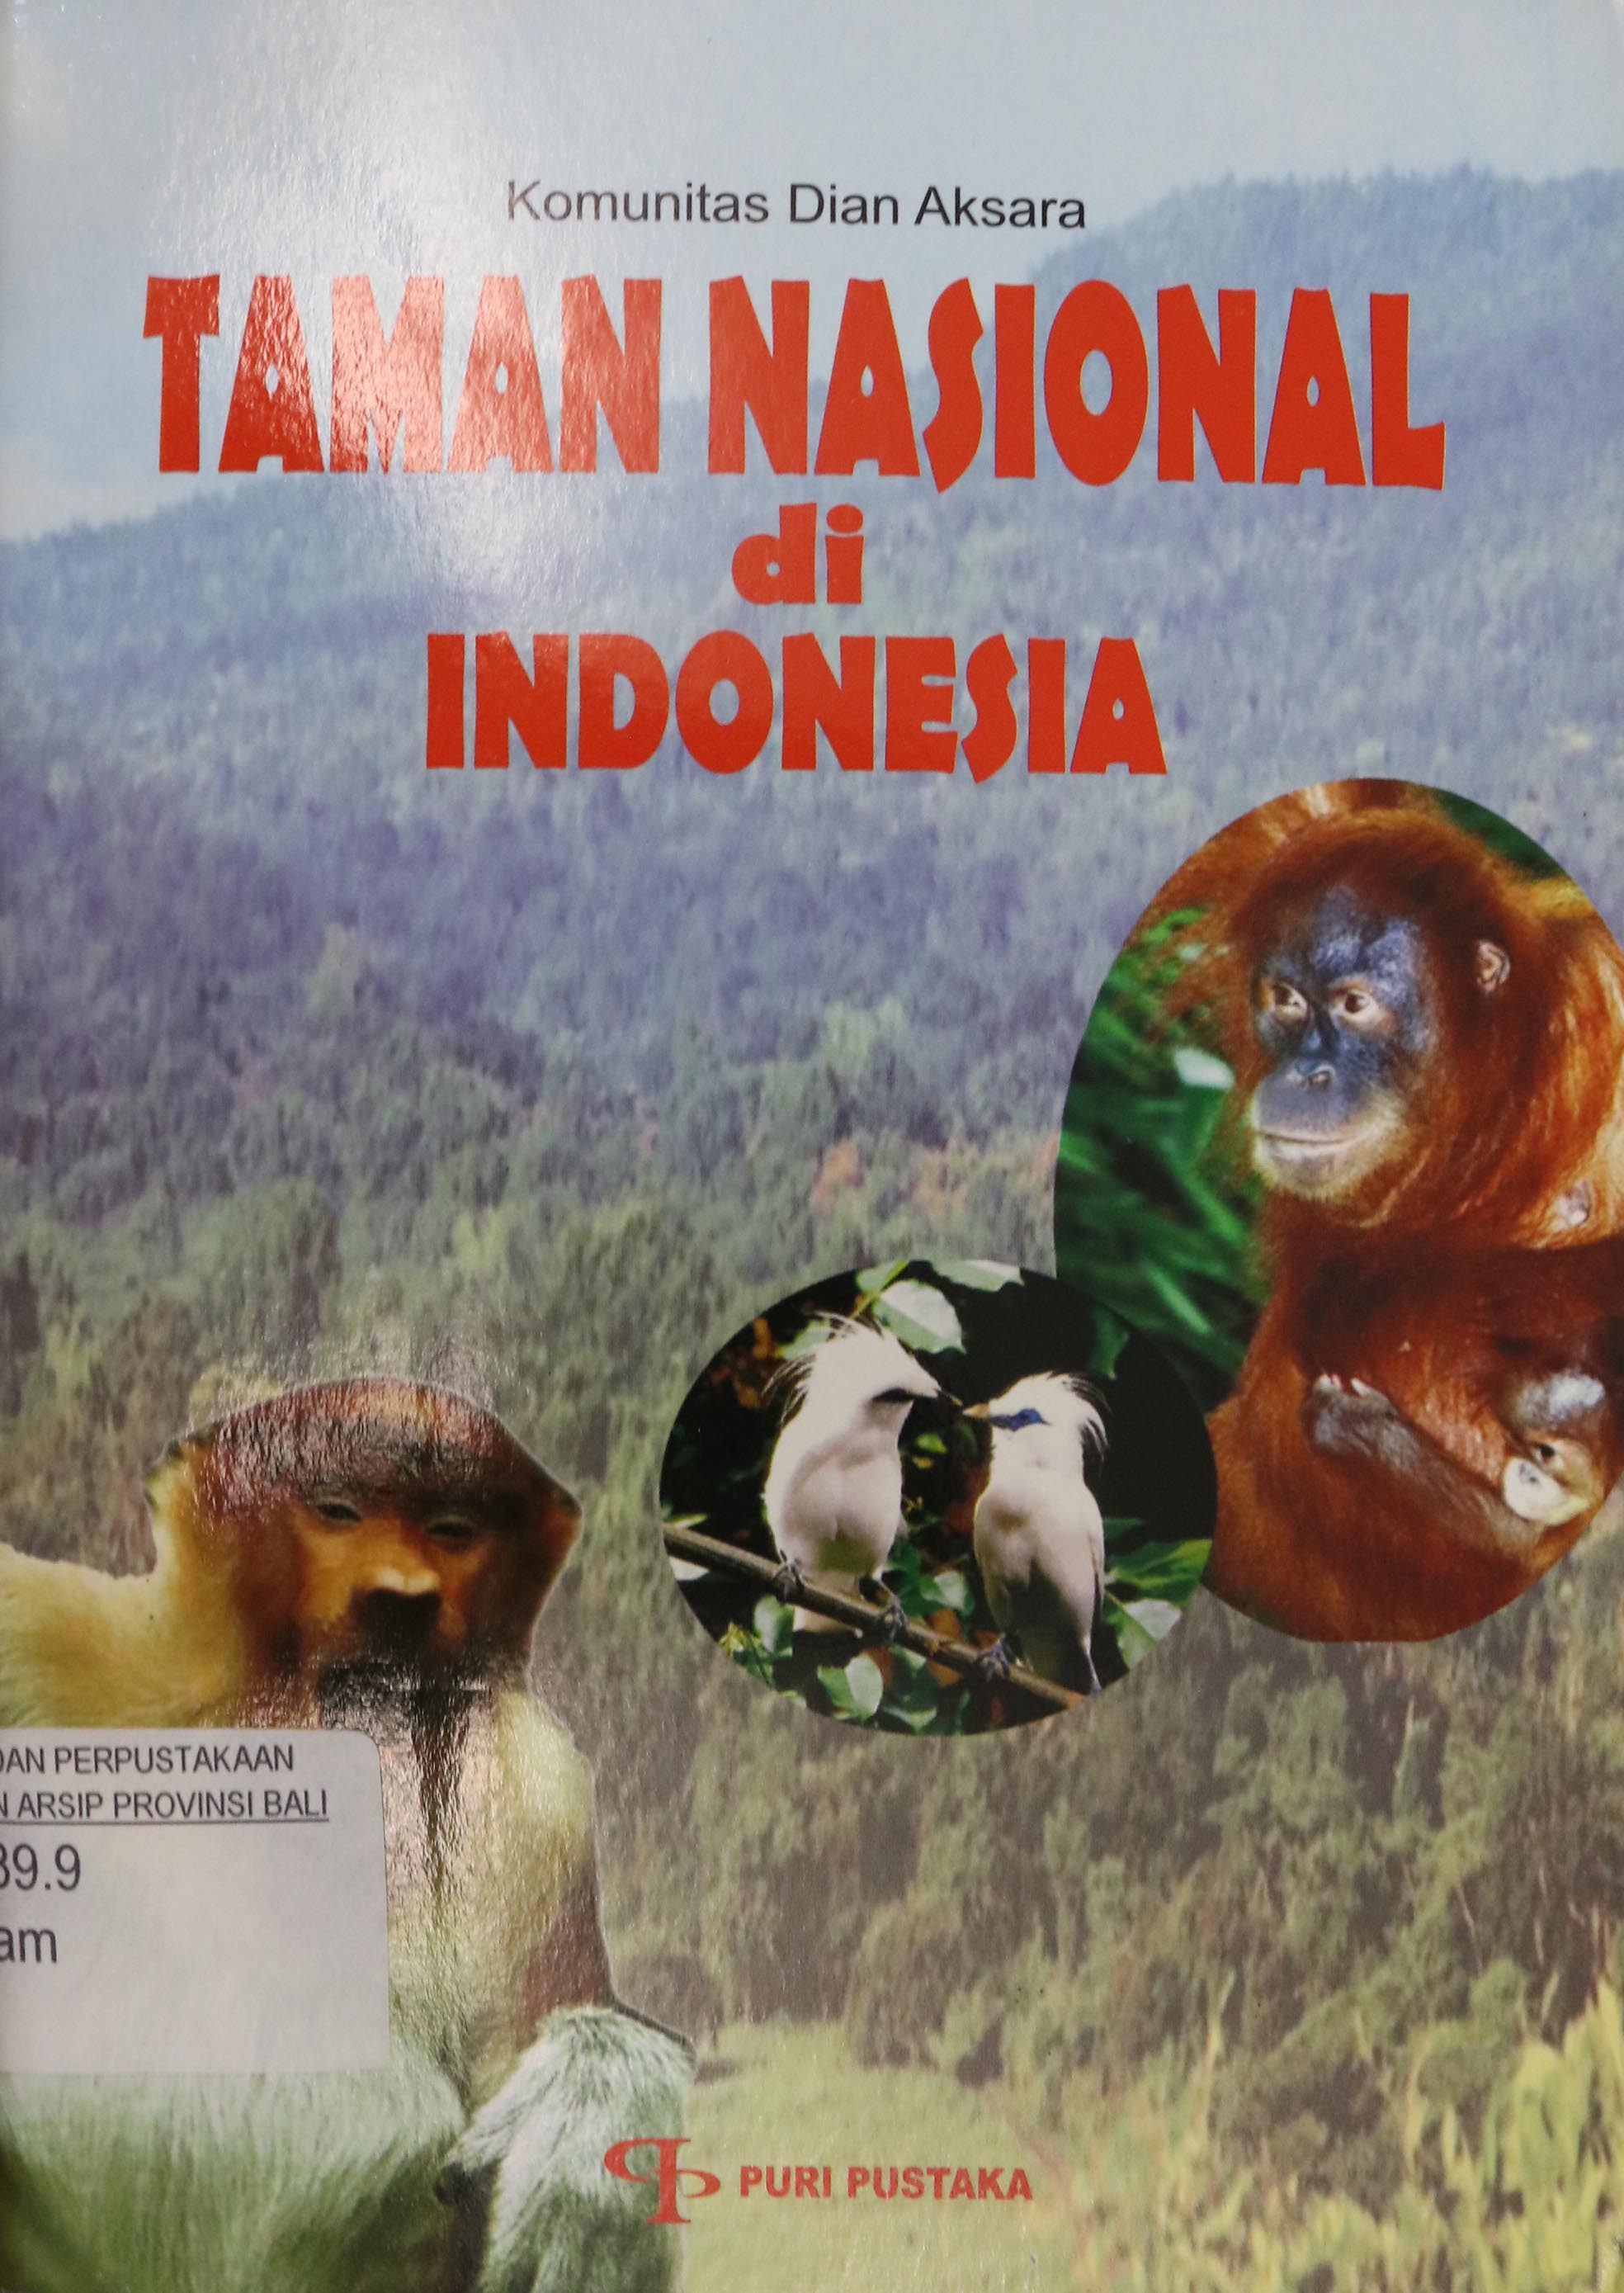 Komunitas Dian Aksara
TAMAN NASIONAL
di
INDONESIA
DAN PERPUSTAKAAN
N ARSIP PROVINSI BALI
39.9
am
PURI PUSTAKA